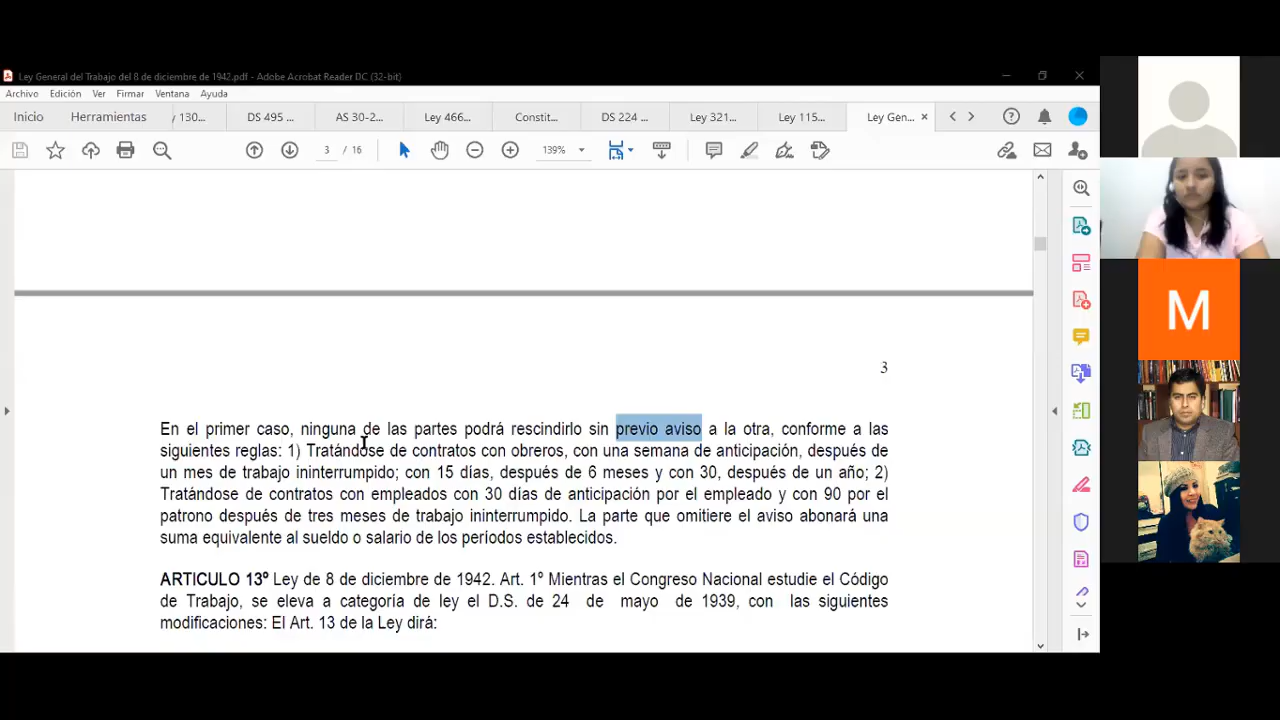 Ley General del Trabajo del 8 de diciembre de 1942.pdf - Adobe Acrobat Reader DC (32-bit)
Archivo Edición Ver Firmar Ventana Ayuda
Inicio Herramientas / 130... DS 495 ... AS 30-2... Ley 466... Constit... DS 224 ... Ley 321... Ley 115... Ley Gen...
3 / 16 139%
3
En el primer caso, ninguna de las partes podrá rescindirlo sin previo aviso a la otra, conforme a las
siguientes reglas: 1) Tratándose de contratos con obreros, con una semana de anticipación, después de
un mes de trabajo ininterrumpido; con 15 días, después de 6 meses y con 30, después de un año; 2)
Tratándose de contratos con empleados con 30 días de anticipación por el empleado y con 90 por el
patrono después de tres meses de trabajo ininterrumpido. La parte que omitiere el aviso abonará una
suma equivalente al sueldo o salario de los períodos establecidos.
ARTICULO 13º Ley de 8 de diciembre de 1942. Art. 1º Mientras el Congreso Nacional estudie el Código
de Trabajo, se eleva a categoría de ley el D.S. de 24 de mayo de 1939, con las siguientes
modificaciones: El Art. 13 de la Ley dirá:
M